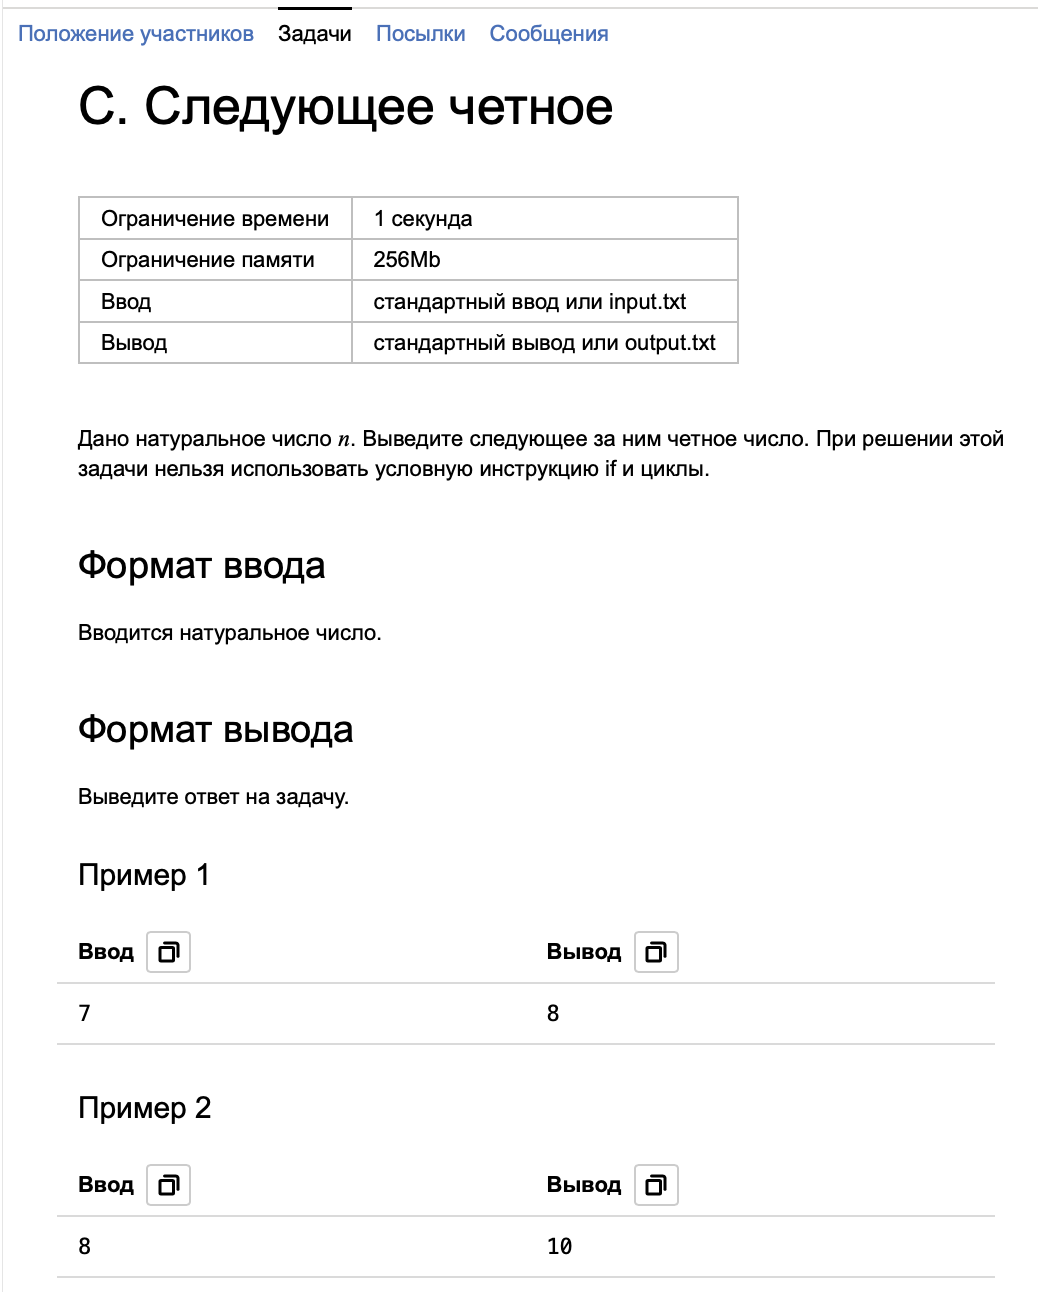 Положение участников Задачи Посылки Сообщения
С. Следующее четное
Ограничение времени 1 секунда
Ограничение памяти 256Mb
Ввод стандартный ввод или input.txt
Вывод стандартный вывод или output.txt
Дано натуральное число n. Выведите следующее за ним четное число. При решении этой
задачи нельзя использовать условную инструкцию if и циклы.
Формат ввода
Вводится натуральное число.
Формат вывода
Выведите ответ на задачу.
Пример 1
Ввод Вывод
7 8
Пример 2
Ввод Вывод
8 10